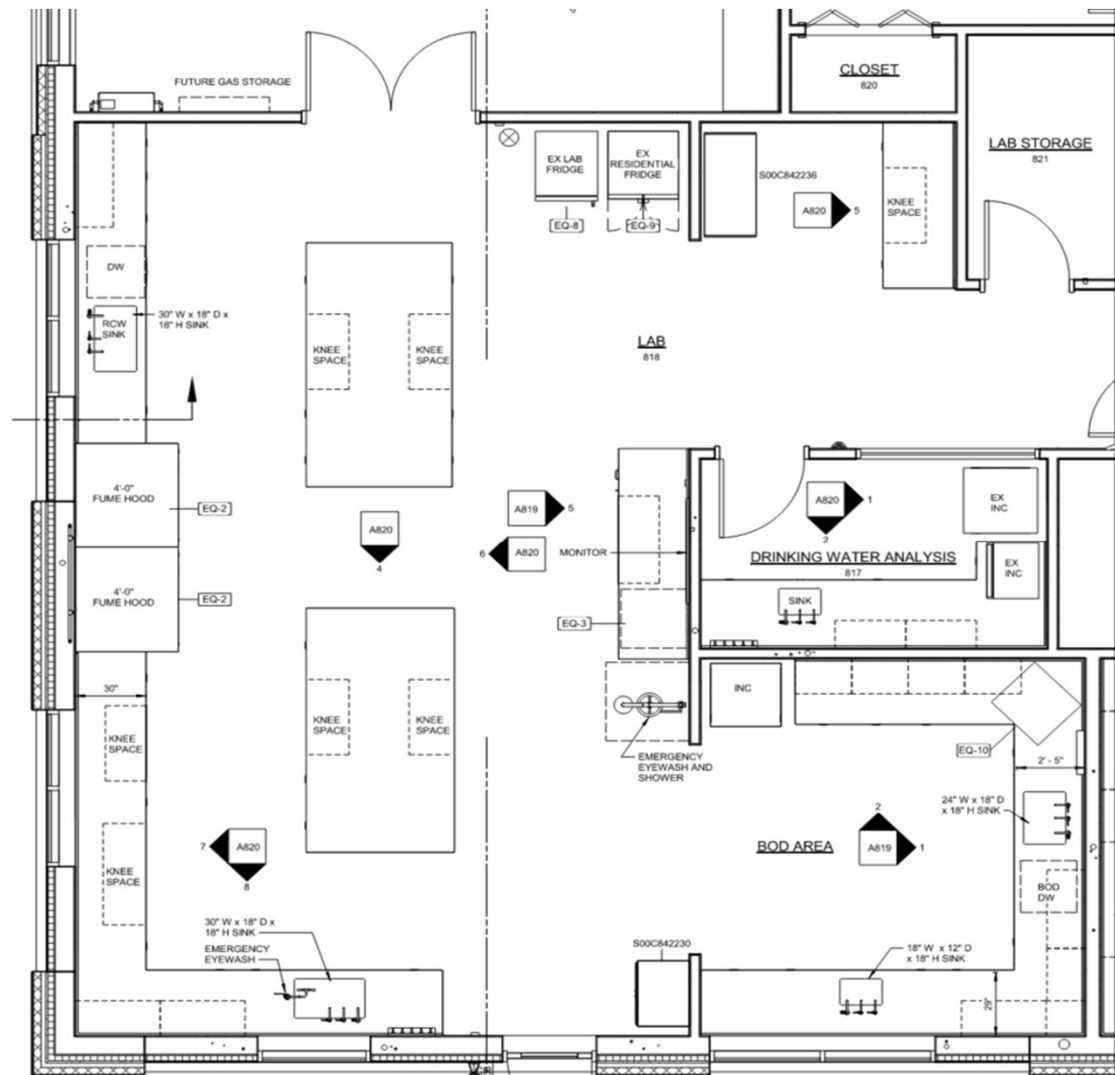 FUTURE GAS STORAGE
CLOSET
820
LAB STORAGE
821
EX LAB
FRIDGE
EX
RESIDENTIAL
FRIDGE
S00C842236
A820
5
KNEE
SPACE
EQ-8
EQ-9
DW
RCW
SINK
30" W x 18" D x
18" H SINK
KNEE
SPACE
KNEE
SPACE
LAB
818
4'-0"
FUME HOOD
EQ-2
A819
5
A820
4
6
A820
MONITOR
A820
1
2
EX
INC
DRINKING WATER ANALYSIS
817
EX
INC
4'-0"
FUME HOOD
EQ-2
EQ-3
SINK
30"
KNEE
SPACE
KNEE
SPACE
KNEE
SPACE
INC
EMERGENCY
EYEWASH AND
SHOWER
EQ-10
2' - 5"
24" W x 18" D
x 18" H SINK
2
BOD AREA
A819
1
7
A820
8
KNEE
SPACE
BOD
DW
30" W x 18" D x
18" H SINK
EMERGENCY
EYEWASH
S00C842230
18" W x 12" D
x 18" H SINK
29"